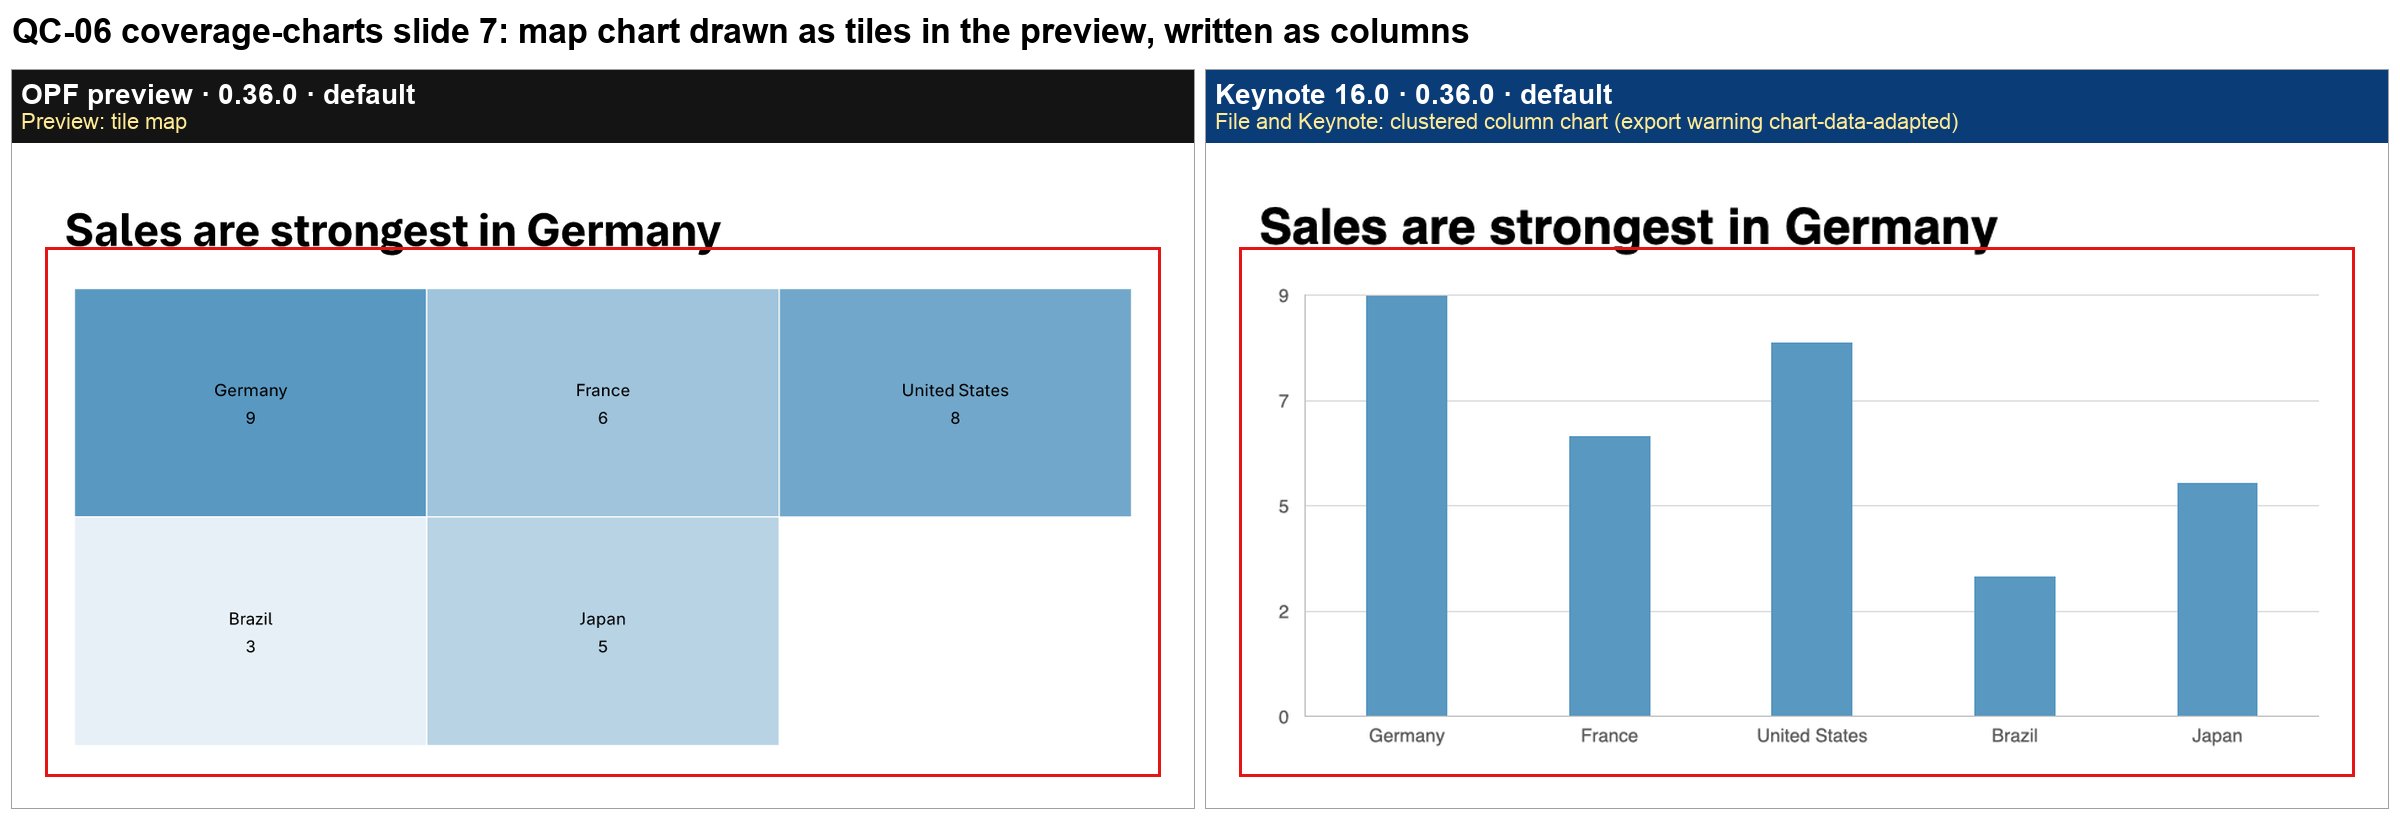 QC-06 coverage-charts slide 7: map chart drawn as tiles in the preview, written as columns
OPF preview · 0.36.0 · default
Preview: tile map
Sales are strongest in Germany
Germany
9
France
6
United States
8
Brazil
3
Japan
5
Keynote 16.0 · 0.36.0 · default
File and Keynote: clustered column chart (export warning chart-data-adapted)
Sales are strongest in Germany
9
7
5
2
0
Germany
France
United States
Brazil
Japan